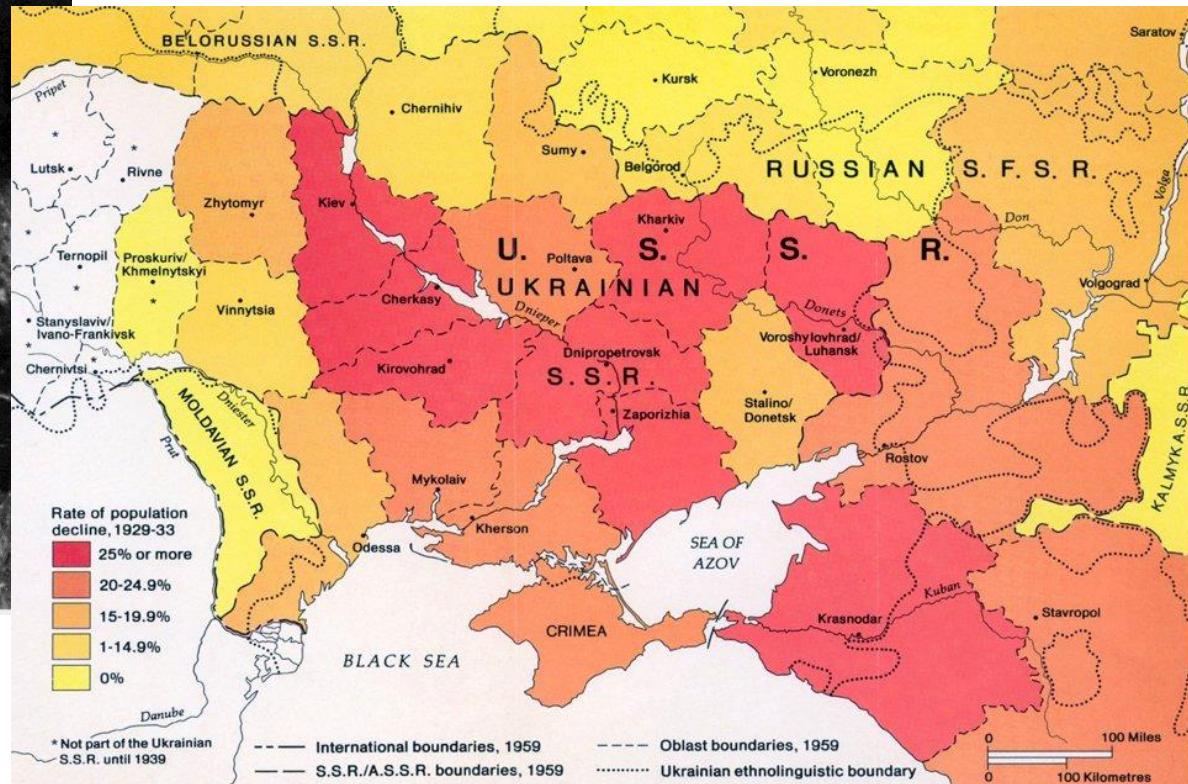 BELORUSSIAN S.S.R.
Pripet
Saratov
Kursk
Voronezh
Chernihiv
Sumy
Belgorod
RUSSIAN S.F.S.R.
Volga
Don
Lutsk
Rivne
Zhytomyr
Kiev
Kharkiv
U. S. S. R.
Poltava
UKRAINIAN
S.S.R.
Ternopil
Proskuriv/
Khmelnytskyi
Volgograd
Stanyslaviv/
Ivano-Frankivsk
Vinnytsia
Cherkasy
Dnieper
Donets
Voroshylovhrad/
Luhansk
Chernivtsi
Kirovohrad
Dnipropetrovsk
Zaporizhia
Stalino/
Donetsk
Dniester
Prut
MOLDAVIAN S.S.R.
KALMYK A.S.S.R.
Rostov
Mykolaiv
Kherson
Odessa
SEA OF
AZOV
Kuban
Krasnodar
Stavropol
CRIMEA
BLACK SEA
Danube
Rate of population
decline, 1929-33
25% or more
20-24.9%
15-19.9%
1-14.9%
0%
* Not part of the Ukrainian
S.S.R. until 1939
International boundaries, 1959
S.S.R./A.S.S.R. boundaries, 1959
Oblast boundaries, 1959
Ukrainian ethnolinguistic boundary
0 100 Miles
0 100 Kilometres